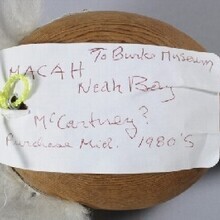 To Burke Museum
MACAH
Neah Bay
McCartney?
Purchase Mid. 1980's